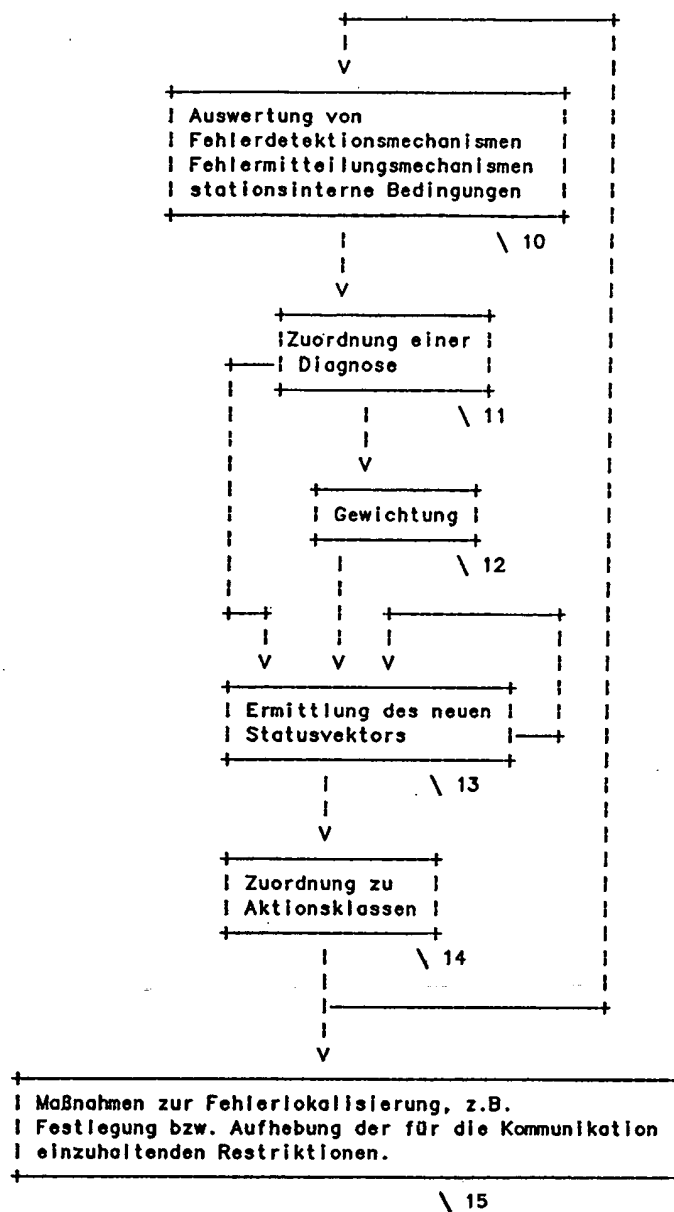 Auswertung von
Fehlerdetektionsmechanismen
Fehlermitteilungsmechanismen
stationsinterne Bedingungen
10
Zuordnung einer
Diagnose
11
Gewichtung
12
Ermittlung des neuen
Statusvektors
13
Zuordnung zu
Aktionsklassen
14
Maßnahmen zur Fehlerlokalisierung, z.B.
Festlegung bzw. Aufhebung der für die Kommunikation
einzuhaltenden Restriktionen.
15